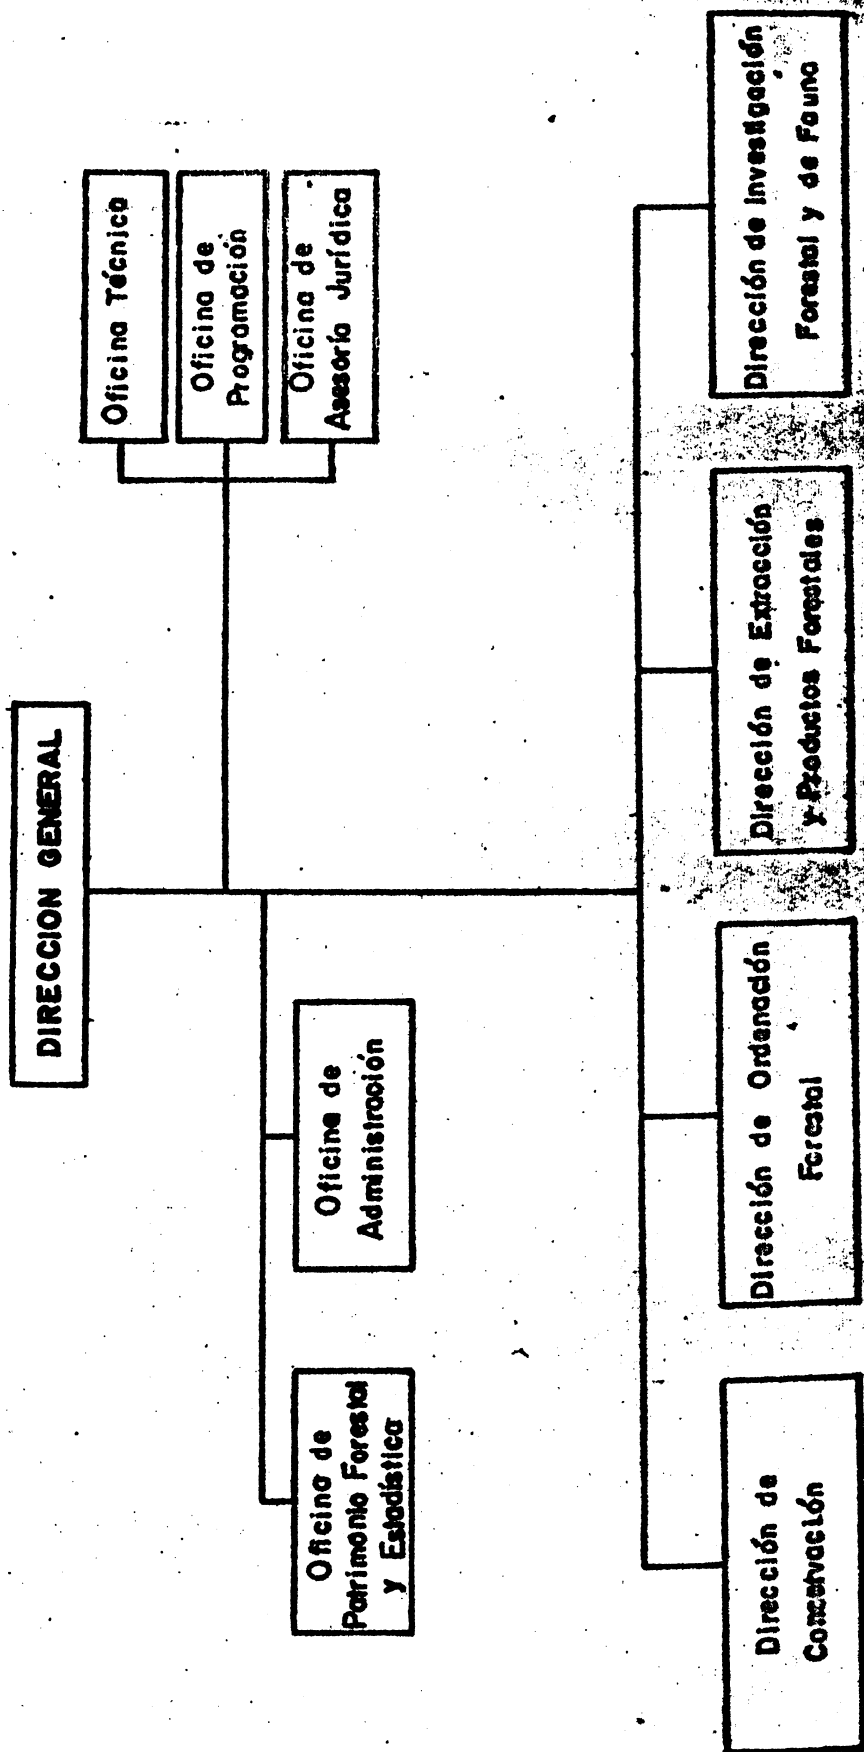 DIRECCION GENERAL
Oficina Técnica
Oficina de
Programación
Oficina de
Asesoría Jurídica
Oficina de
Patrimonio Forestal
y Estadística
Oficina de
Administración
Dirección de
Conservación
Dirección de Ordenación
Forestal
Dirección de Extracción
y Productos Forestales
Dirección de Investigación
Forestal y de Fauna